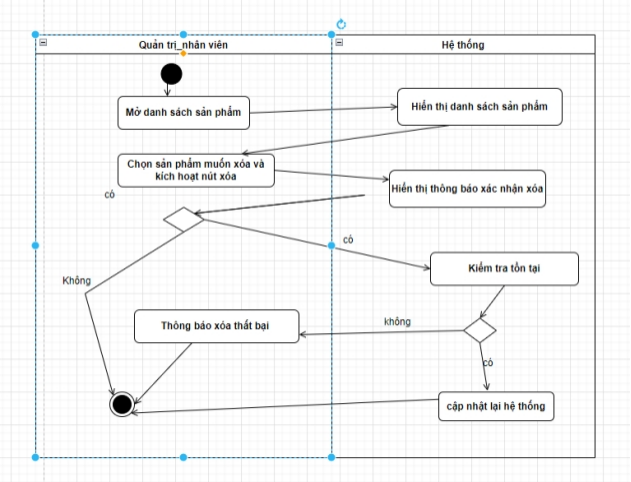 Quản trị_nhân viên
Hệ thống
Mở danh sách sản phẩm
Hiển thị danh sách sản phẩm
Chọn sản phẩm muốn xóa và
kích hoạt nút xóa
Hiển thị thông báo xác nhận xóa
có
có
Kiểm tra tồn tại
Không
Thông báo xóa thất bại
không
có
cập nhật lại hệ thống